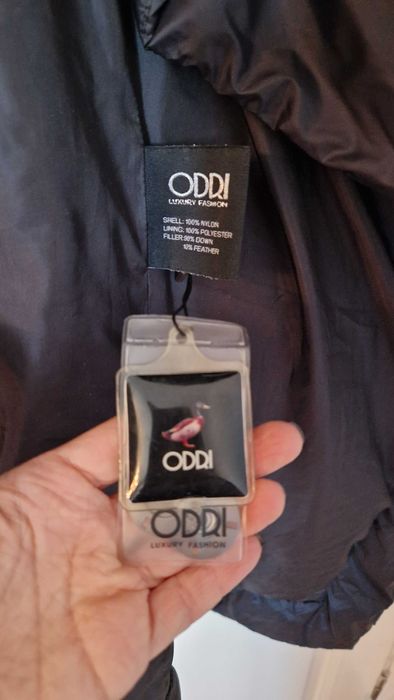 ODRI
LUXURY FASHION
SHELL: 100% NYLON
LINING: 100% POLYESTER
FILLER: 90% DOWN
10% FEATHER
ODRI
ODRI
LUXURY FASHION